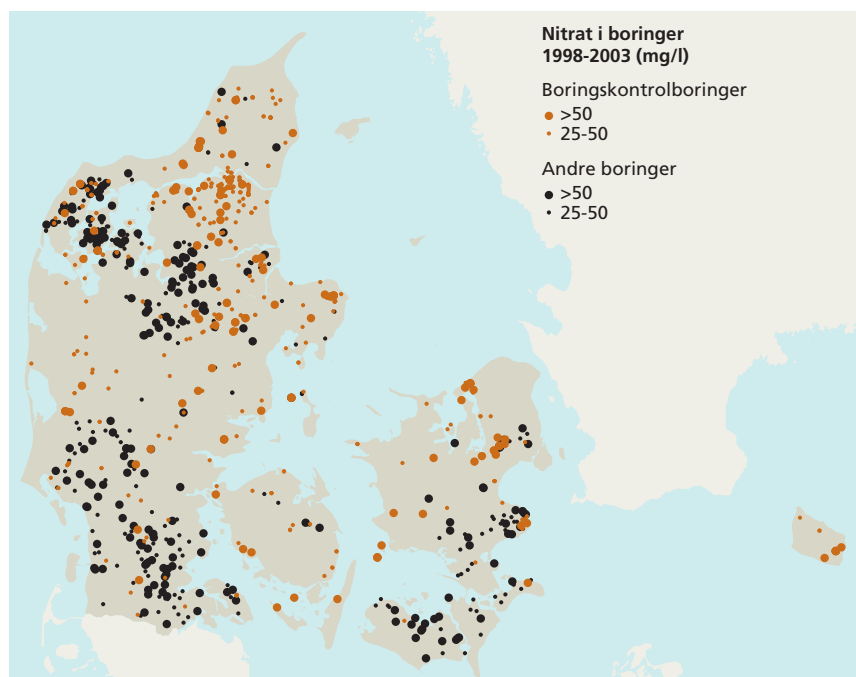 Nitrat i boringer
1998-2003 (mg/l)
Boringskontrolboringer
>50
25-50
Andre boringer
>50
25-50